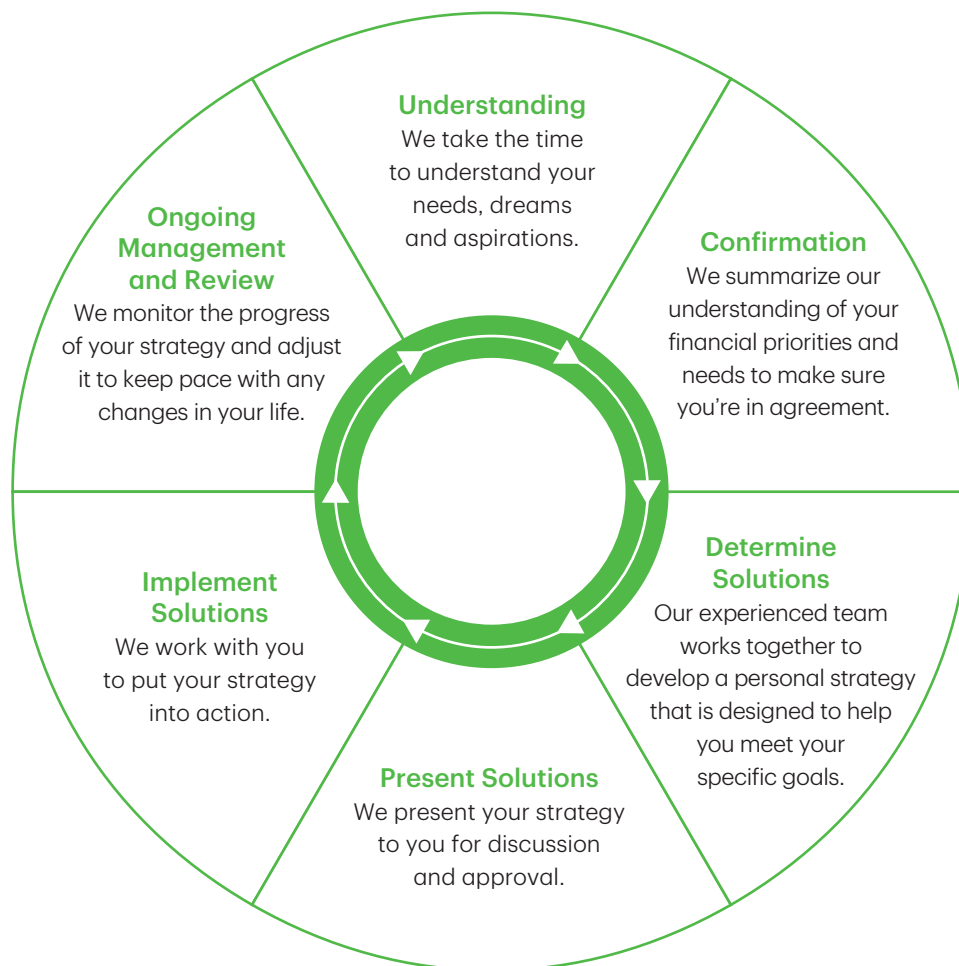 Understanding
We take the time
to understand your
needs, dreams
and aspirations.
Confirmation
We summarize our
understanding of your
financial priorities and
needs to make sure
you’re in agreement.
Determine
Solutions
Our experienced team
works together to
develop a personal strategy
that is designed to help
you meet your
specific goals.
Present Solutions
We present your strategy
to you for discussion
and approval.
Implement
Solutions
We work with you
to put your strategy
into action.
Ongoing
Management
and Review
We monitor the progress
of your strategy and adjust
it to keep pace with any
changes in your life.